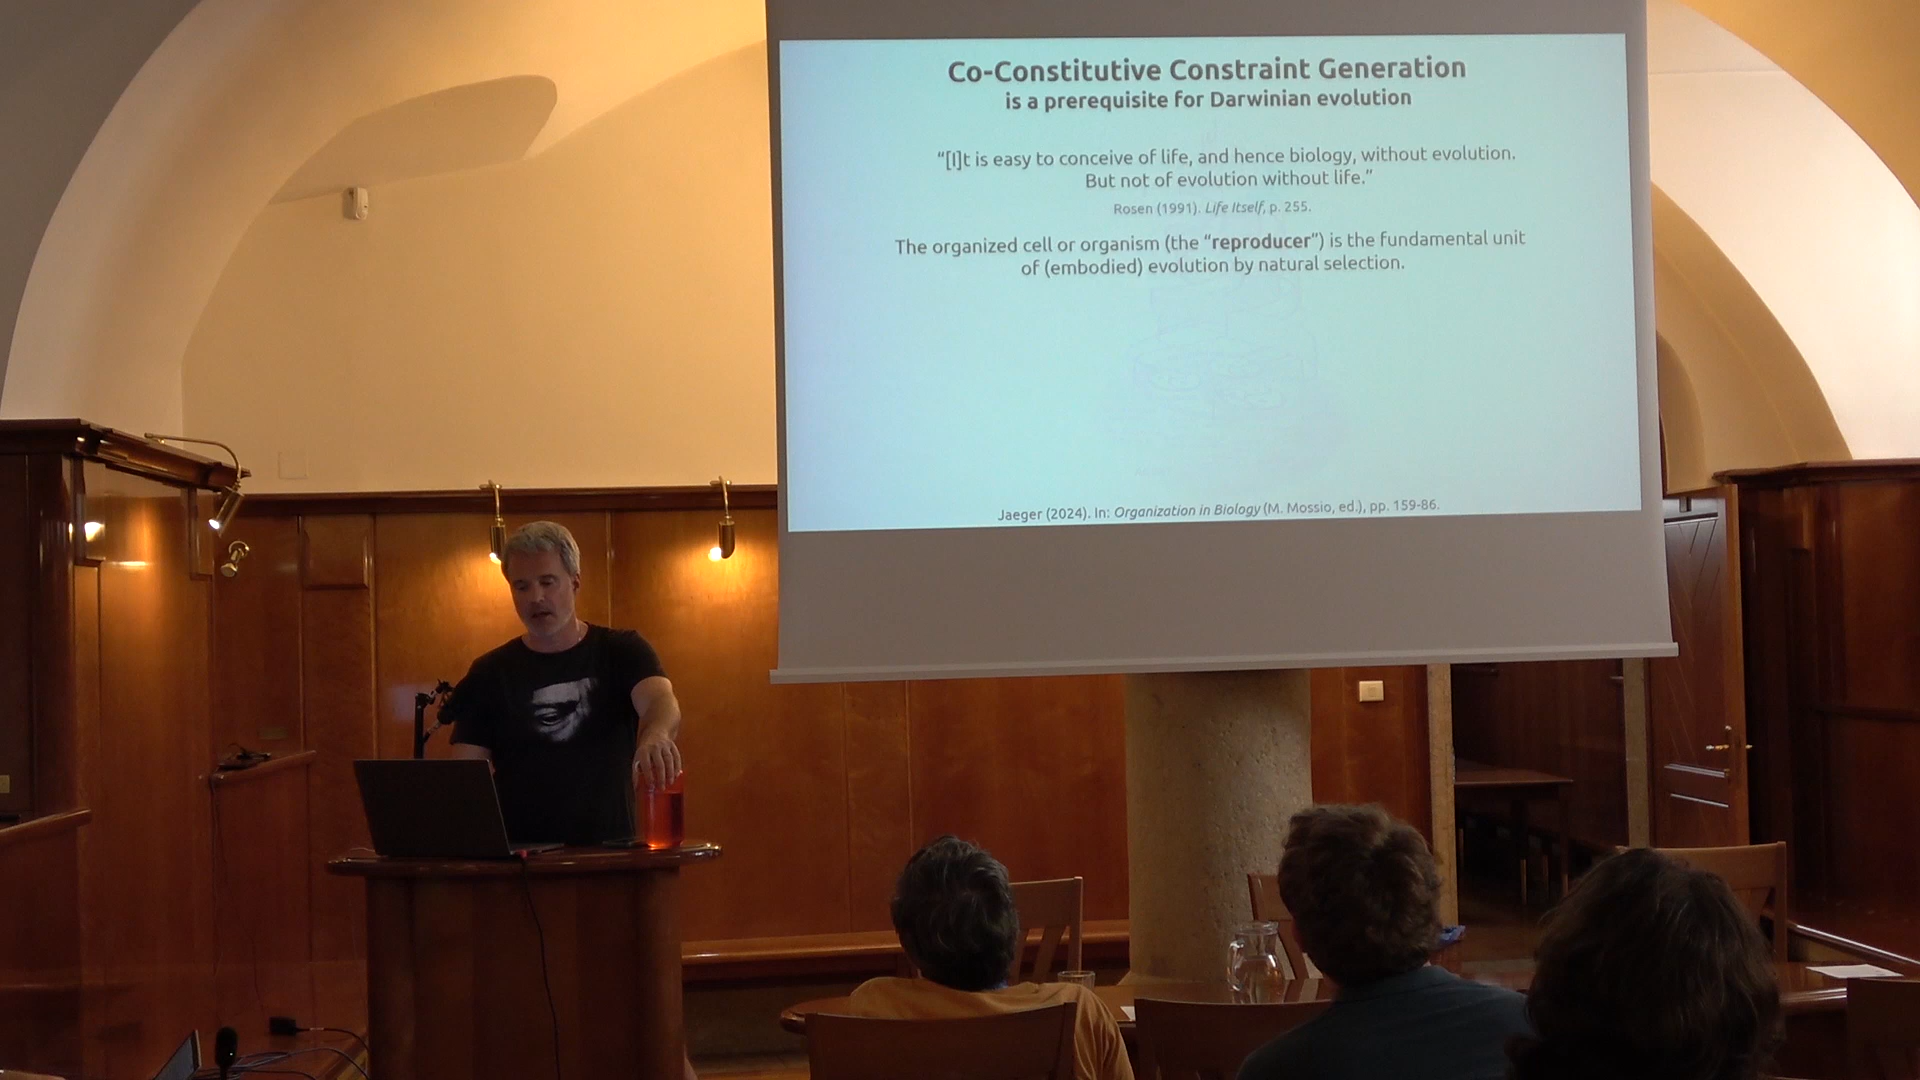 Co-Constitutive Constraint Generation
is a prerequisite for Darwinian evolution
“[I]t is easy to conceive of life, and hence biology, without evolution.
But not of evolution without life.”
Rosen (1991). Life Itself, p. 255.
The organized cell or organism (the “reproducer”) is the fundamental unit
of (embodied) evolution by natural selection.
Jaeger (2024). In: Organization in Biology (M. Mossio, ed.), pp. 159-86.